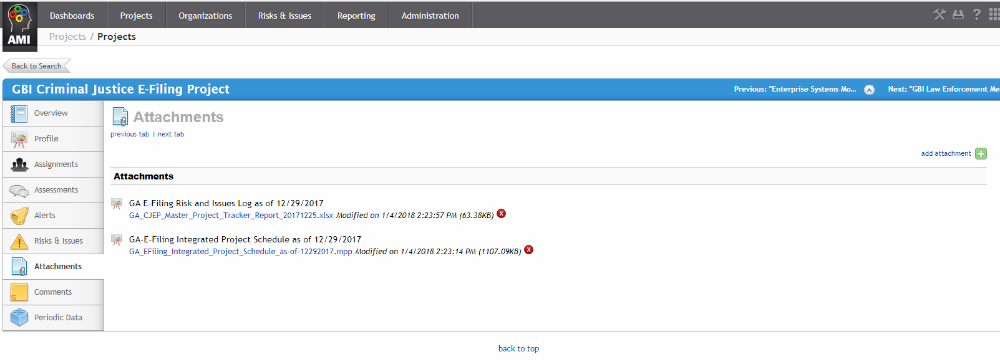 Dashboards Projects Organizations Risks & Issues Reporting Administration
AMI
Projects / Projects
Back to Search
GBI Criminal Justice E-Filing Project Previous: "Enterprise Systems Mo... Next: "GBI Law Enforcement Me
Overview
Profile
Assignments
Assessments
Alerts
Risks & Issues
Attachments
Comments
Periodic Data
Attachments
previous tab | next tab
add attachment
Attachments
GA E-Filing Risk and Issues Log as of 12/29/2017
GA_CJEP_Master_Project_Tracker_Report_20171225.xlsx Modified on 1/4/2018 2:23:57 PM (63.38KB) X
GA-E-Filing Integrated Project Schedule as of 12/29/2017
GA_EFiling_Integrated_Project_Schedule_as-of-12292017.mpp Modified on 1/4/2018 2:23:14 PM (1107.09KB) X
back to top